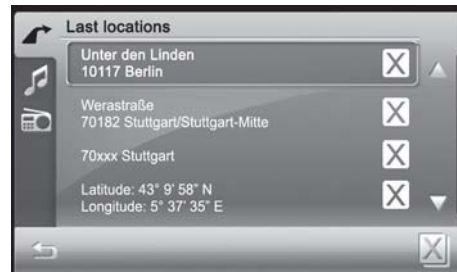 Last locations
Unter den Linden
10117 Berlin
X
Werastraße
70182 Stuttgart/Stuttgart-Mitte
X
70xxx Stuttgart
X
Latitude: 43° 9' 58" N
Longitude: 5° 37' 35" E
X
X